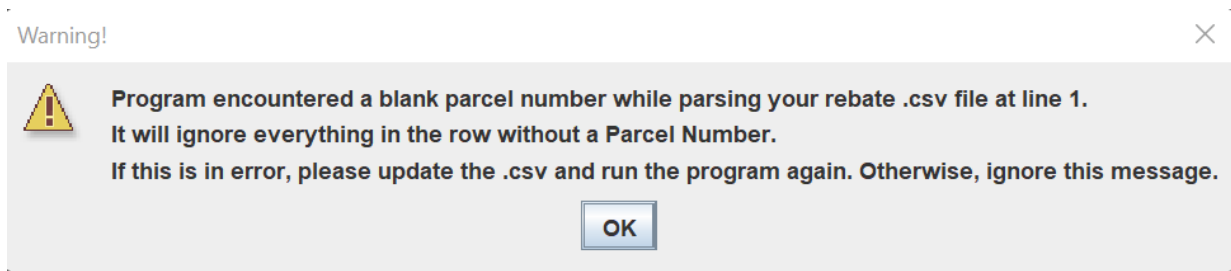 Warning!
Program encountered a blank parcel number while parsing your rebate .csv file at line 1.
It will ignore everything in the row without a Parcel Number.
If this is in error, please update the .csv and run the program again. Otherwise, ignore this message.
OK